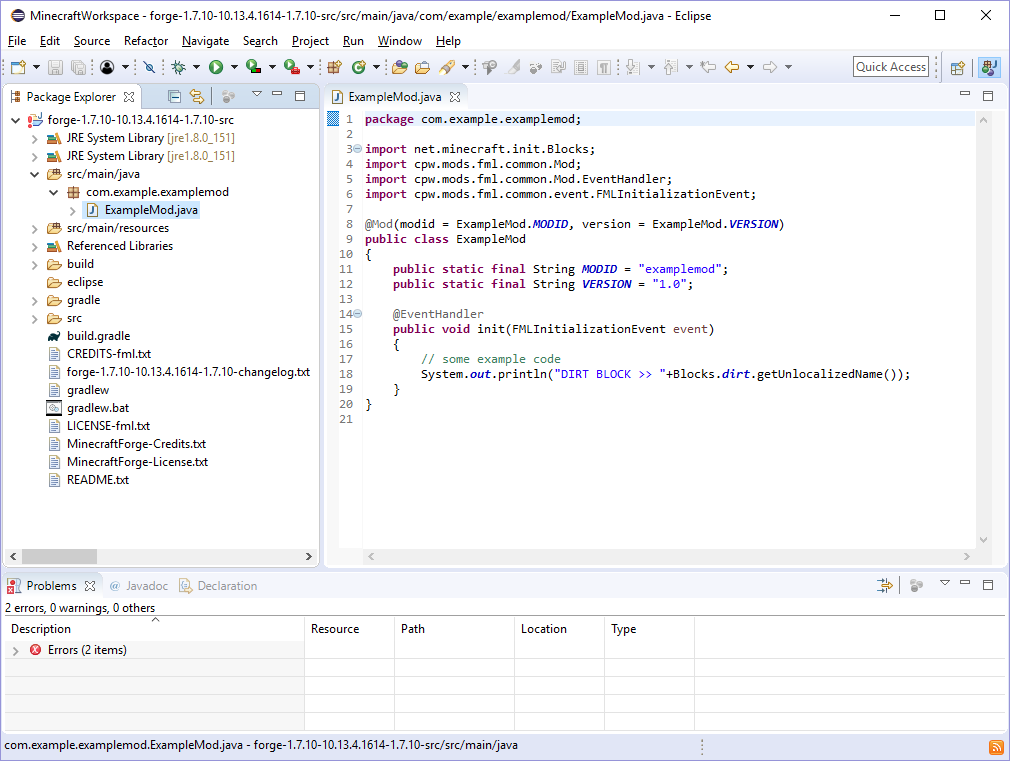 MinecraftWorkspace - forge-1.7.10-10.13.4.1614-1.7.10-src/src/main/java/com/example/examplemod/ExampleMod.java - Eclipse
File Edit Source Refactor Navigate Search Project Run Window Help
Quick Access
Package Explorer
forge-1.7.10-10.13.4.1614-1.7.10-src
JRE System Library [jre1.8.0_151]
JRE System Library [jre1.8.0_151]
src/main/java
com.example.examplemod
ExampleMod.java
src/main/resources
Referenced Libraries
build
eclipse
gradle
src
build.gradle
CREDITS-fml.txt
forge-1.7.10-10.13.4.1614-1.7.10-changelog.txt
gradlew
gradlew.bat
LICENSE-fml.txt
MinecraftForge-Credits.txt
MinecraftForge-License.txt
README.txt
ExampleMod.java
1 package com.example.examplemod;
2
3 import net.minecraft.init.Blocks;
4 import cpw.mods.fml.common.Mod;
5 import cpw.mods.fml.common.Mod.EventHandler;
6 import cpw.mods.fml.common.event.FMLInitializationEvent;
7
8 @Mod(modid = ExampleMod.MODID, version = ExampleMod.VERSION)
9 public class ExampleMod
10 {
11     public static final String MODID = "examplemod";
12     public static final String VERSION = "1.0";
13
14     @EventHandler
15     public void init(FMLInitializationEvent event)
16     {
17         // some example code
18         System.out.println("DIRT BLOCK >> "+Blocks.dirt.getUnlocalizedName());
19     }
20 }
21
Problems @ Javadoc Declaration
2 errors, 0 warnings, 0 others
Description Resource Path Location Type
Errors (2 items)
com.example.examplemod.ExampleMod.java - forge-1.7.10-10.13.4.1614-1.7.10-src/src/main/java